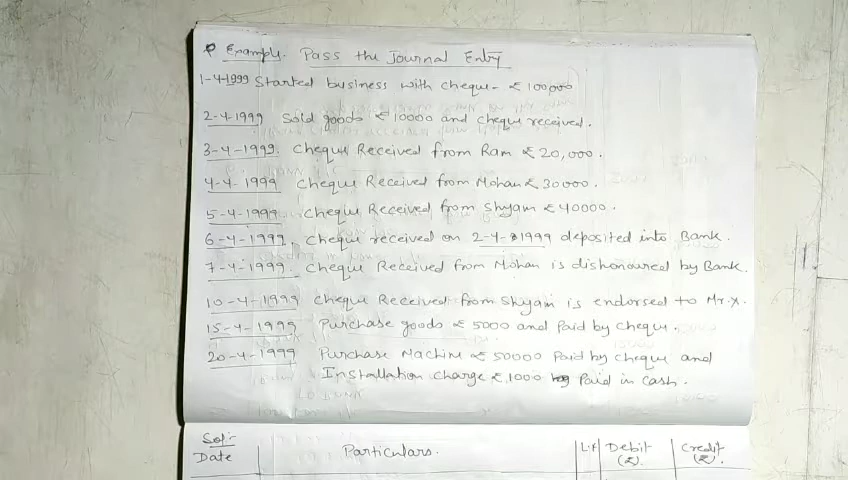 Example. Pass the Journal Entry
1-4-1999 Started business with cheque- ₹ 100000
2-4-1999 Sold goods ₹ 10000 and cheque received.
3-4-1999. Cheque Received from Ram ₹ 20,000.
4-4-1999 Cheque Received from Mohan ₹ 30000.
5-4-1999 Cheque Received from Shyam ₹ 40000.
6-4-1999, Cheque received on 2-4-1999 deposited into Bank.
7-4-1999. Cheque Received from Mohan is dishonoured by Bank.
10-4-1999 Cheque Received from Shyam is endorsed to Mr.X.
15-4-1999 Purchase goods ₹ 5000 and Paid by cheque.
20-4-1999 Purchase Machine ₹ 50000 Paid by cheque and
Installation charge ₹ 1000 Paid in cash.
Sol:-
Date Particulars. L.F Debit (₹). Credit (₹).